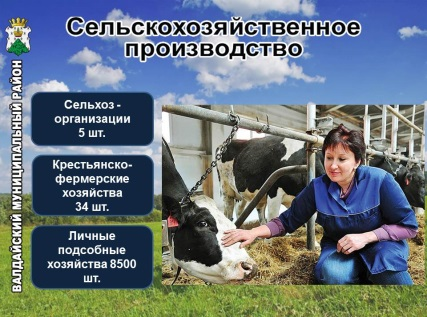 Сельскохозяйственное
производство
ВАЛДАЙСКИЙ МУНИЦИПАЛЬНЫЙ РАЙОН
Сельхоз -
организации
5 шт.
Крестьянско-
фермерские
хозяйства
34 шт.
Личные
подсобные
хозяйства 8500
шт.